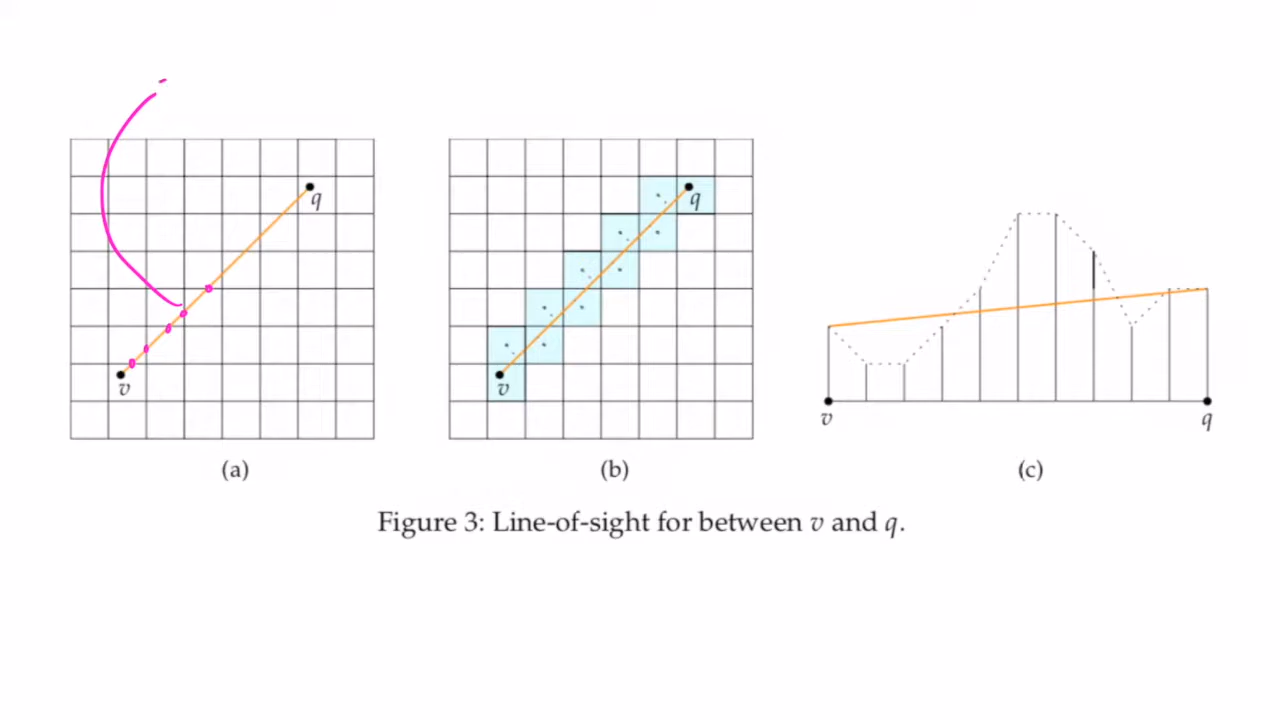 q
v
q
v
v
q
(a)
(b)
(c)
Figure 3: Line-of-sight for between v and q.